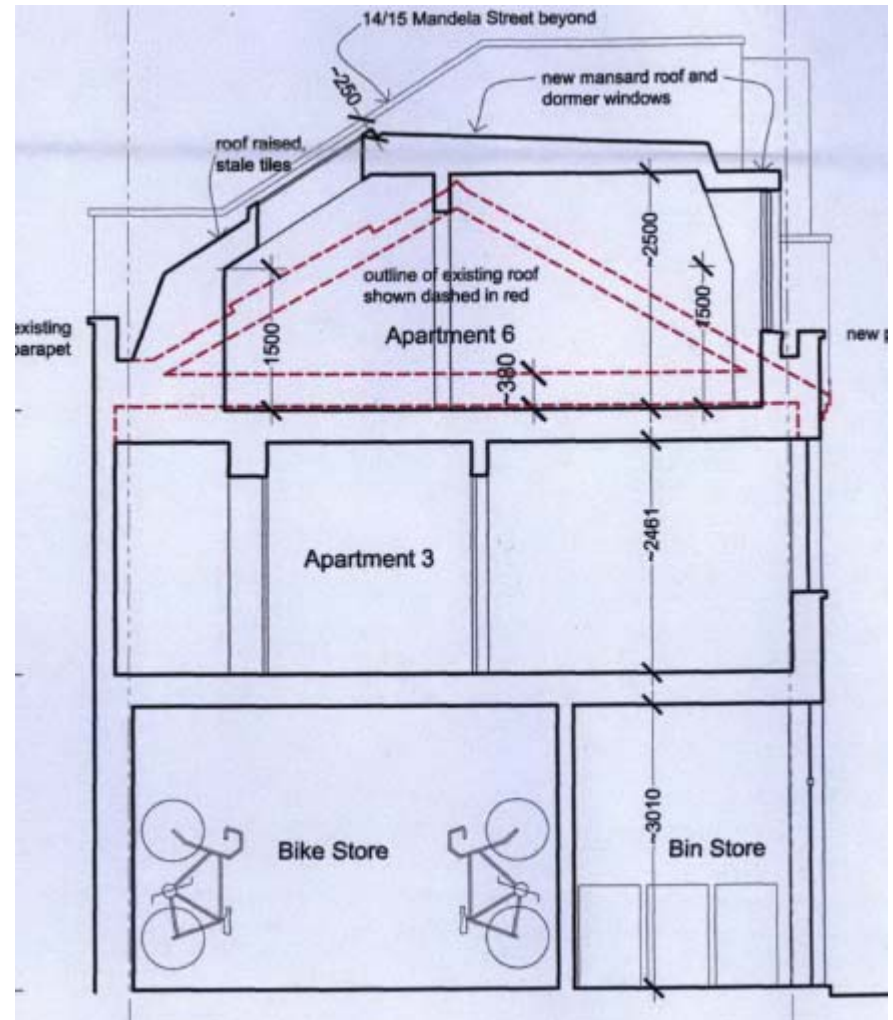 14/15 Mandela Street beyond
~250
new mansard roof and
dormer windows
roof raised,
stale tiles
~2500
outline of existing roof
shown dashed in red
1500
1500
existing
parapet
Apartment 6
new p
~380
Apartment 3
~2461
~3010
Bike Store
Bin Store